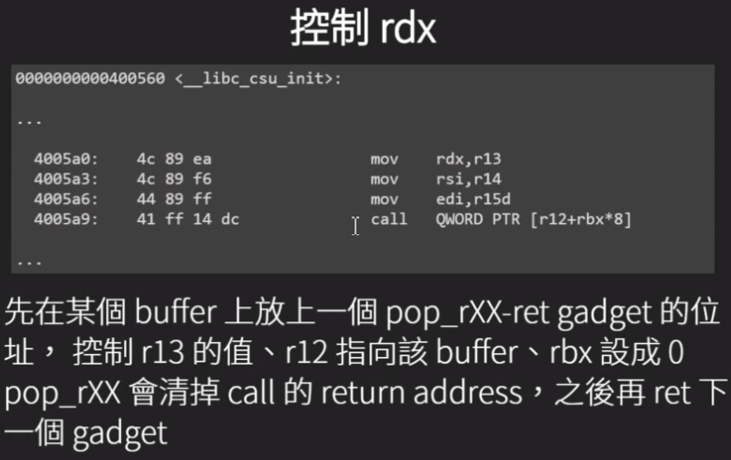 控制 rdx
0000000000400560 <__libc_csu_init>:
...
4005a0: 4c 89 ea mov rdx,r13
4005a3: 4c 89 f6 mov rsi,r14
4005a6: 44 89 ff mov edi,r15d
4005a9: 41 ff 14 dc call QWORD PTR [r12+rbx*8]
...
先在某個 buffer 上放上一個 pop_rXX-ret gadget 的位
址， 控制 r13 的值、r12 指向該 buffer、rbx 設成 0
pop_rXX 會清掉 call 的 return address，之後再 ret 下
一個 gadget